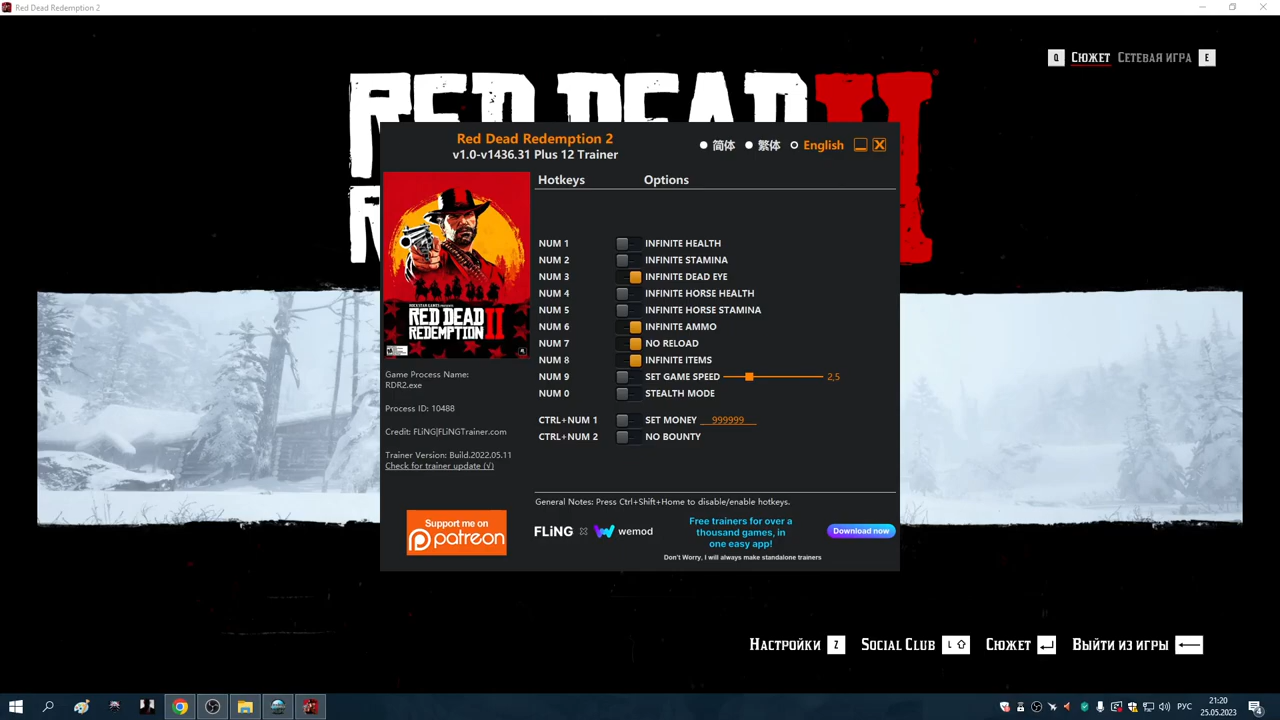 Red Dead Redemption 2
Q СЮЖЕТ СЕТЕВАЯ ИГРА E
RED DEAD II
Red Dead Redemption 2
v1.0-v1436.31 Plus 12 Trainer
简体 繁体 English
Hotkeys Options
NUM 1 INFINITE HEALTH
NUM 2 INFINITE STAMINA
NUM 3 INFINITE DEAD EYE
NUM 4 INFINITE HORSE HEALTH
NUM 5 INFINITE HORSE STAMINA
NUM 6 INFINITE AMMO
NUM 7 NO RELOAD
NUM 8 INFINITE ITEMS
NUM 9 SET GAME SPEED 2,5
NUM 0 STEALTH MODE
CTRL+NUM 1 SET MONEY 999999
CTRL+NUM 2 NO BOUNTY
ROCKSTAR GAMES PRESENTS
RED DEAD
REDEMPTION II
Game Process Name:
RDR2.exe
Process ID: 10488
Credit: FLiNG|FLiNGTrainer.com
Trainer Version: Build.2022.05.11
Check for trainer update (√)
General Notes: Press Ctrl+Shift+Home to disable/enable hotkeys.
Support me on
patreon
FLiNG X wemod
Free trainers for over a
thousand games, in
one easy app!
Download now
Don't Worry, I will always make standalone trainers
НАСТРОЙКИ Z SOCIAL CLUB L СЮЖЕТ ВЫЙТИ ИЗ ИГРЫ
РУС
21:20
25.05.2023
4